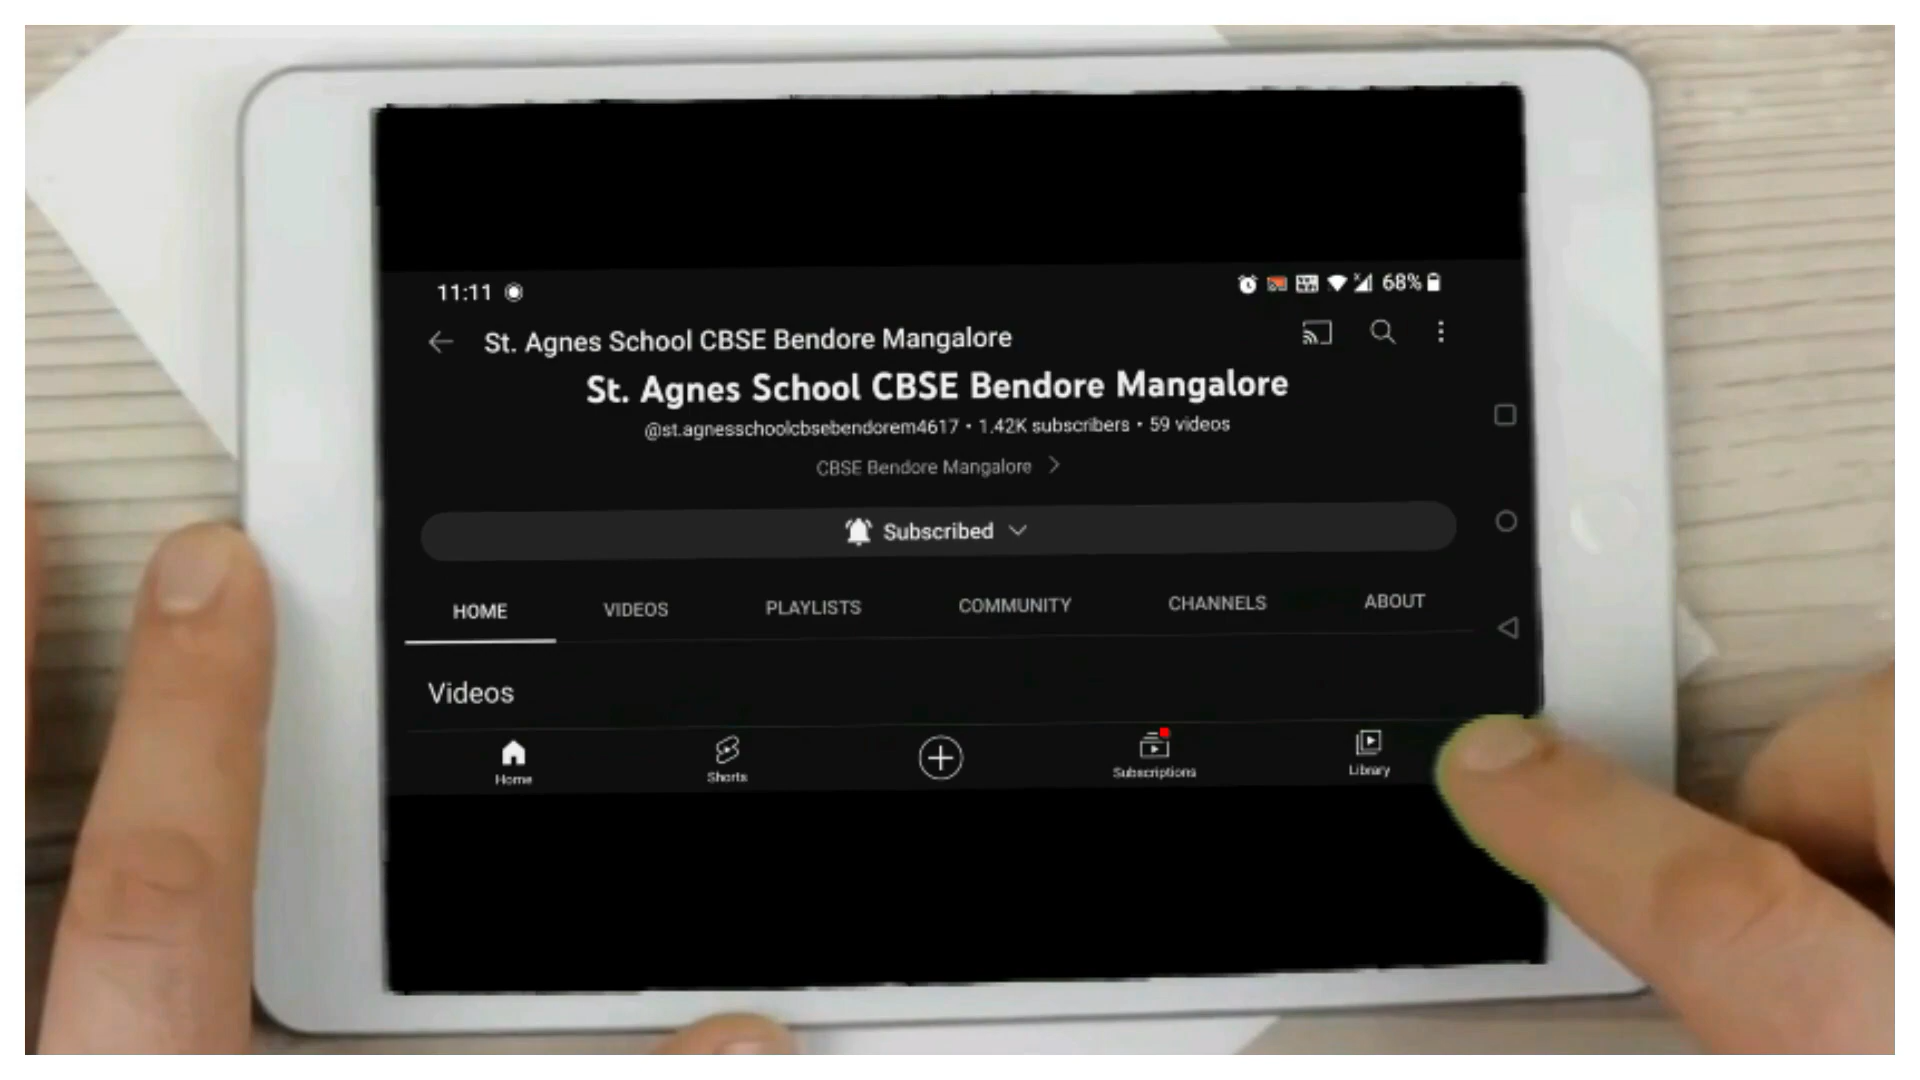 11:11
68%
St. Agnes School CBSE Bendore Mangalore
St. Agnes School CBSE Bendore Mangalore
@st.agnesschoolcbsebendorem4617 • 1.42K subscribers • 59 videos
CBSE Bendore Mangalore
Subscribed
HOME VIDEOS PLAYLISTS COMMUNITY CHANNELS ABOUT
Videos
Home Shorts Subscriptions Library